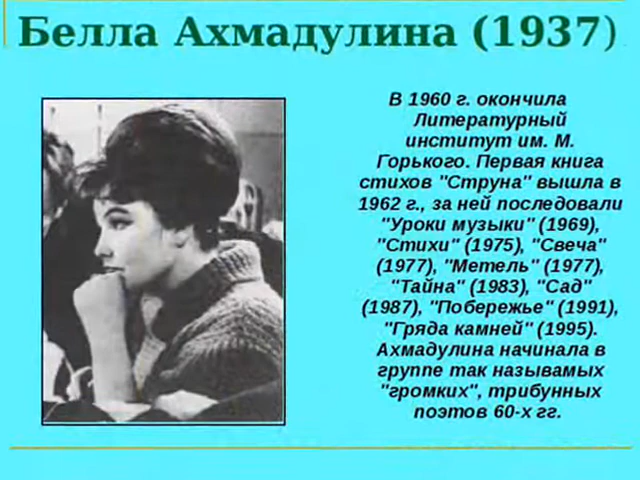 Белла Ахмадулина (1937)
В 1960 г. окончила
Литературный
институт им. М.
Горького. Первая книга
стихов "Струна" вышла в
1962 г., за ней последовали
"Уроки музыки" (1969),
"Стихи" (1975), "Свеча"
(1977), "Метель" (1977),
"Тайна" (1983), "Сад"
(1987), "Побережье" (1991),
"Гряда камней" (1995).
Ахмадулина начинала в
группе так называмых
"громких", трибунных
поэтов 60-х гг.